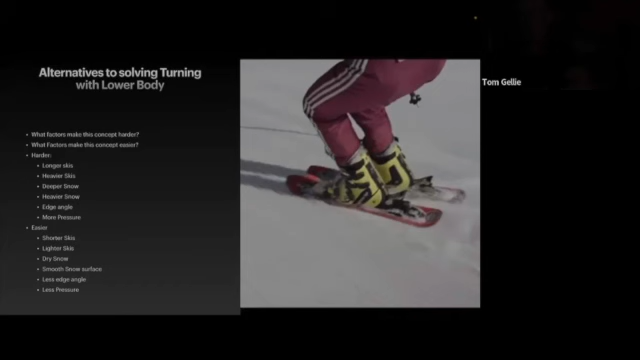 Alternatives to solving Turning
with Lower Body
Tom Gellie
• What factors make this concept harder?
• What Factors make this concept easier?
• Harder:
• Longer skis
• Heavier Skis
• Deeper Snow
• Heavier Snow
• Edge angle
• More Pressure
• Easier
• Shorter Skis
• Lighter Skis
• Dry Snow
• Smooth Snow surface
• Less edge angle
• Less Pressure